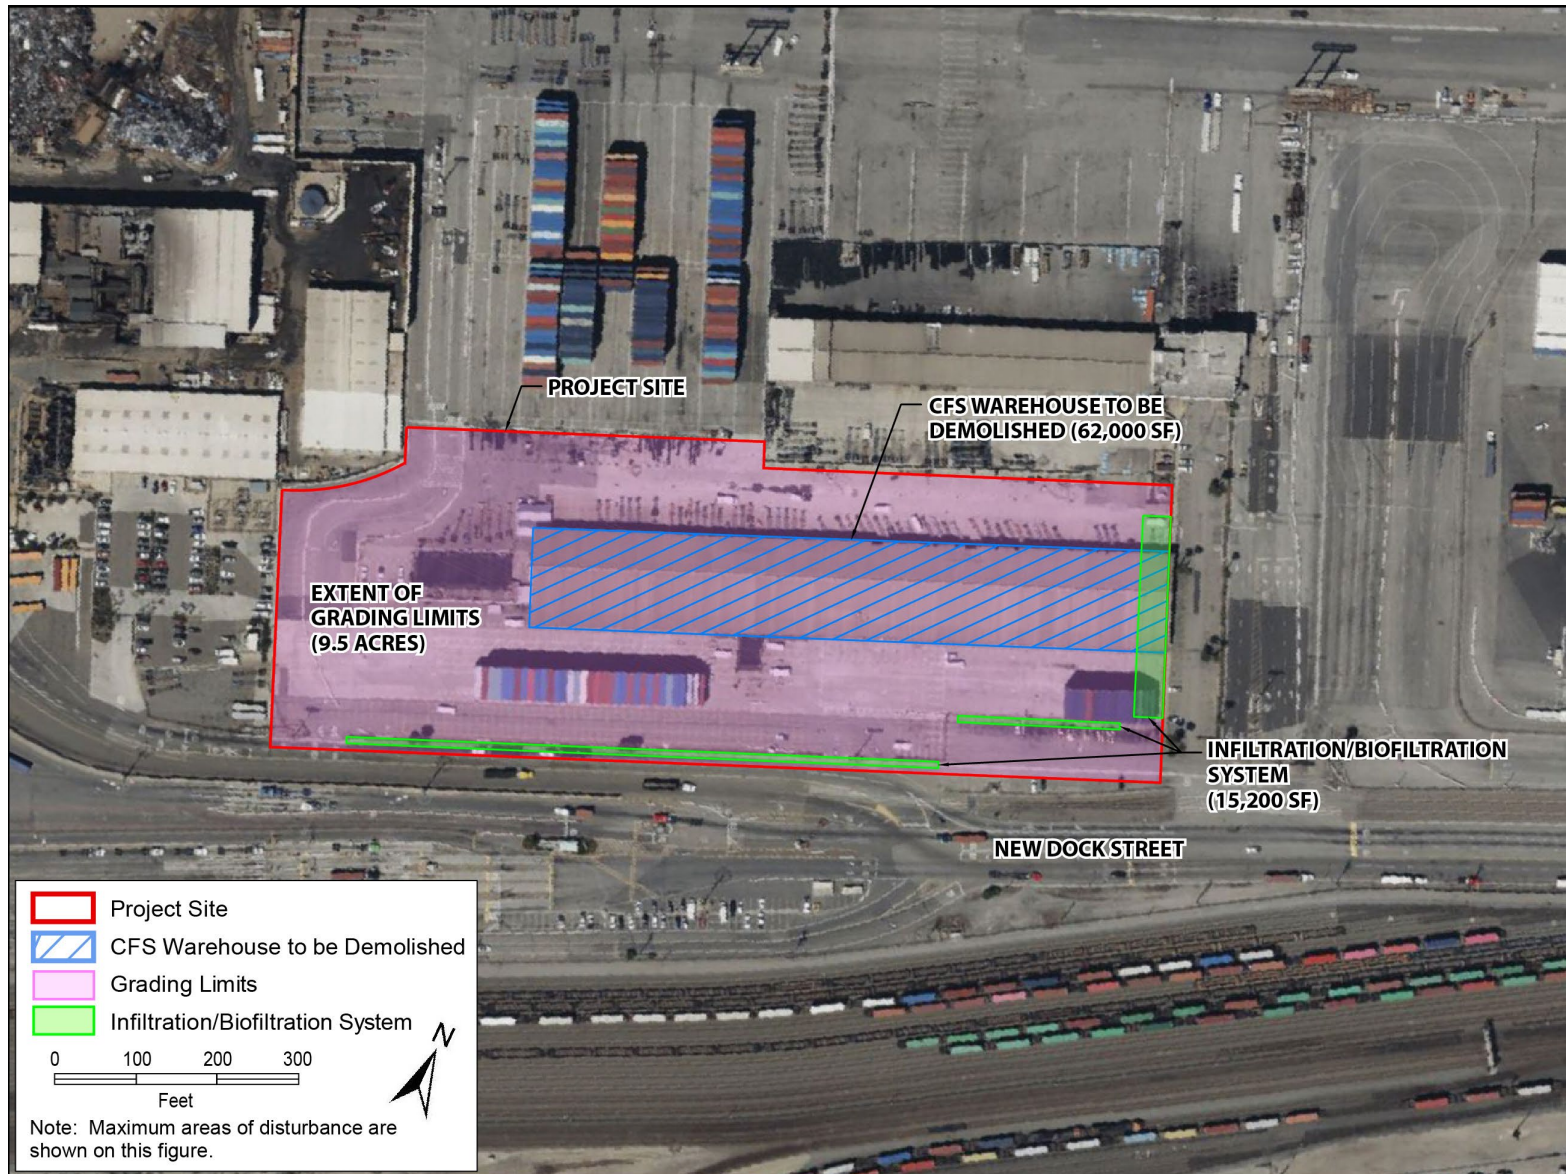 PROJECT SITE
CFS WAREHOUSE TO BE
DEMOLISHED (62,000 SF)
EXTENT OF
GRADING LIMITS
(9.5 ACRES)
INFILTRATION/BIOFILTRATION
SYSTEM
(15,200 SF)
NEW DOCK STREET
Project Site
CFS Warehouse to be Demolished
Grading Limits
Infiltration/Biofiltration System
N
0 100 200 300
Feet
Note: Maximum areas of disturbance are
shown on this figure.